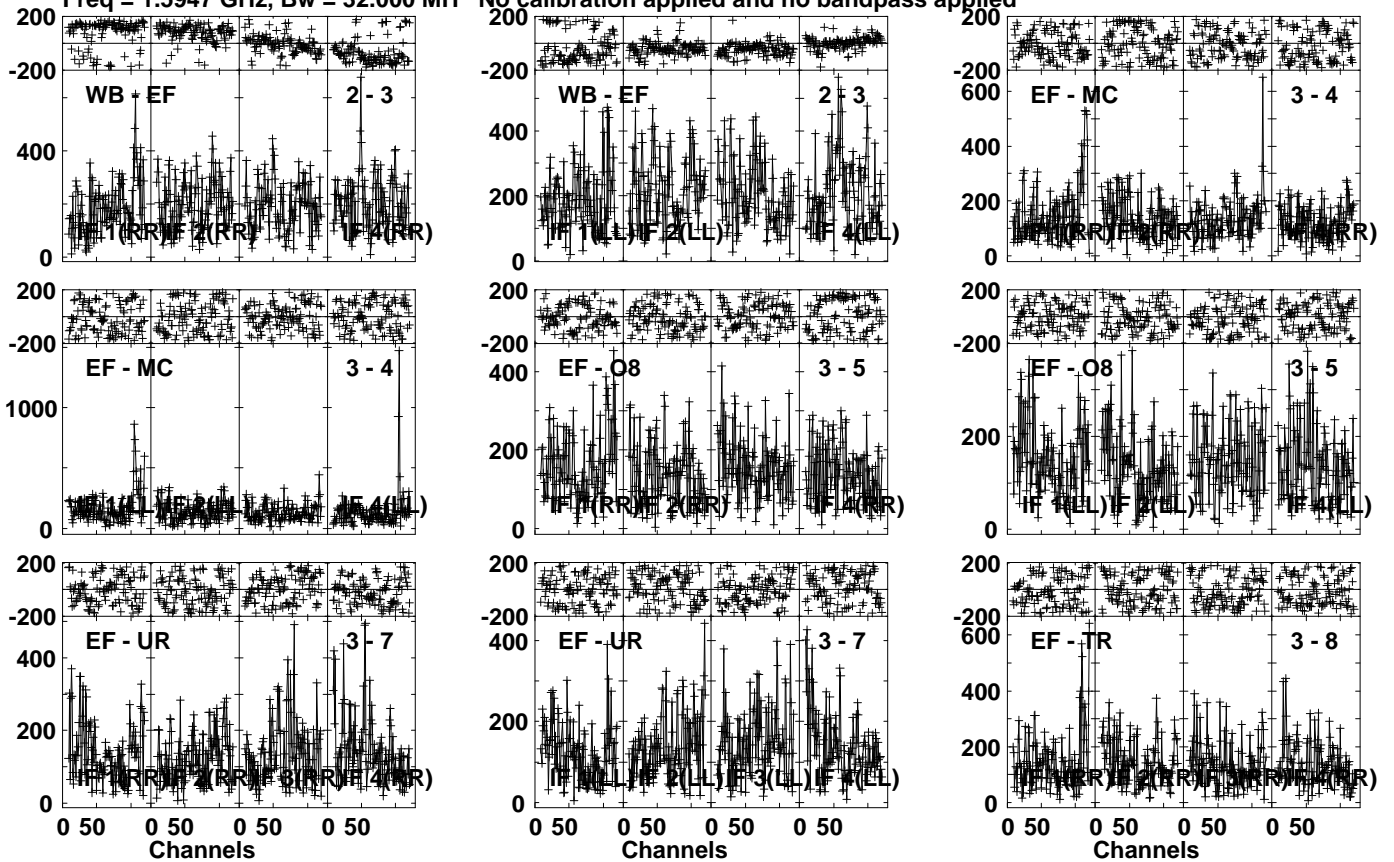 Freq = 1.5947 GHz, Bw = 32.000 MH No calibration applied and no bandpass applied
200
-200
WB - EF 2 - 3
400
0
IF 1(RR) IF 2(RR) IF 4(RR)
200
-200
WB - EF 2 - 3
400
200
0
IF 1(LL) IF 2(LL) IF 4(LL)
200
-200
EF - MC 3 - 4
600
400
200
0
IF 1(RR) IF 4(RR)
200
-200
EF - MC 3 - 4
1000
0
IF 1(LL) IF 4(LL)
200
-200
EF - O8 3 - 5
400
200
0
IF 1(RR) IF 2(RR) IF 4(RR)
200
-200
EF - O8 3 - 5
200
0
IF 1(LL) IF 2(LL) IF 4(LL)
200
-200
EF - UR 3 - 7
400
200
0
IF 1(RR) IF 2(RR) IF 3(RR) IF 4(RR)
0 50 0 50 0 50 0 50
Channels
200
-200
EF - UR 3 - 7
400
200
0
IF 1(LL) IF 2(LL) IF 3(LL) IF 4(LL)
0 50 0 50 0 50 0 50
Channels
200
-200
EF - TR 3 - 8
600
400
200
0
IF 1(RR) IF 2(RR) IF 3(RR) IF 4(RR)
0 50 0 50 0 50 0 50
Channels